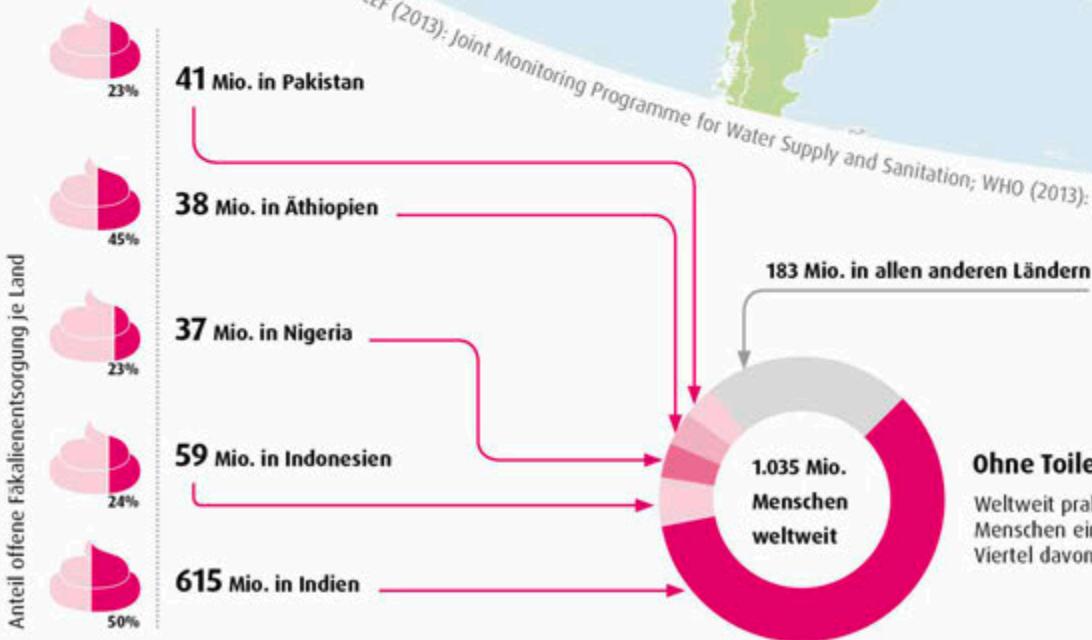 (2013): Joint Monitoring Programme for Water Supply and Sanitation; WHO (2013):
23%
41 Mio. in Pakistan
45%
38 Mio. in Äthiopien
183 Mio. in allen anderen Ländern
23%
37 Mio. in Nigeria
24%
59 Mio. in Indonesien
50%
615 Mio. in Indien
Anteil offene Fäkalienentsorgung je Land
1.035 Mio.
Menschen
weltweit
Ohne Toile
Weltweit pra
Menschen ein
Viertel davon